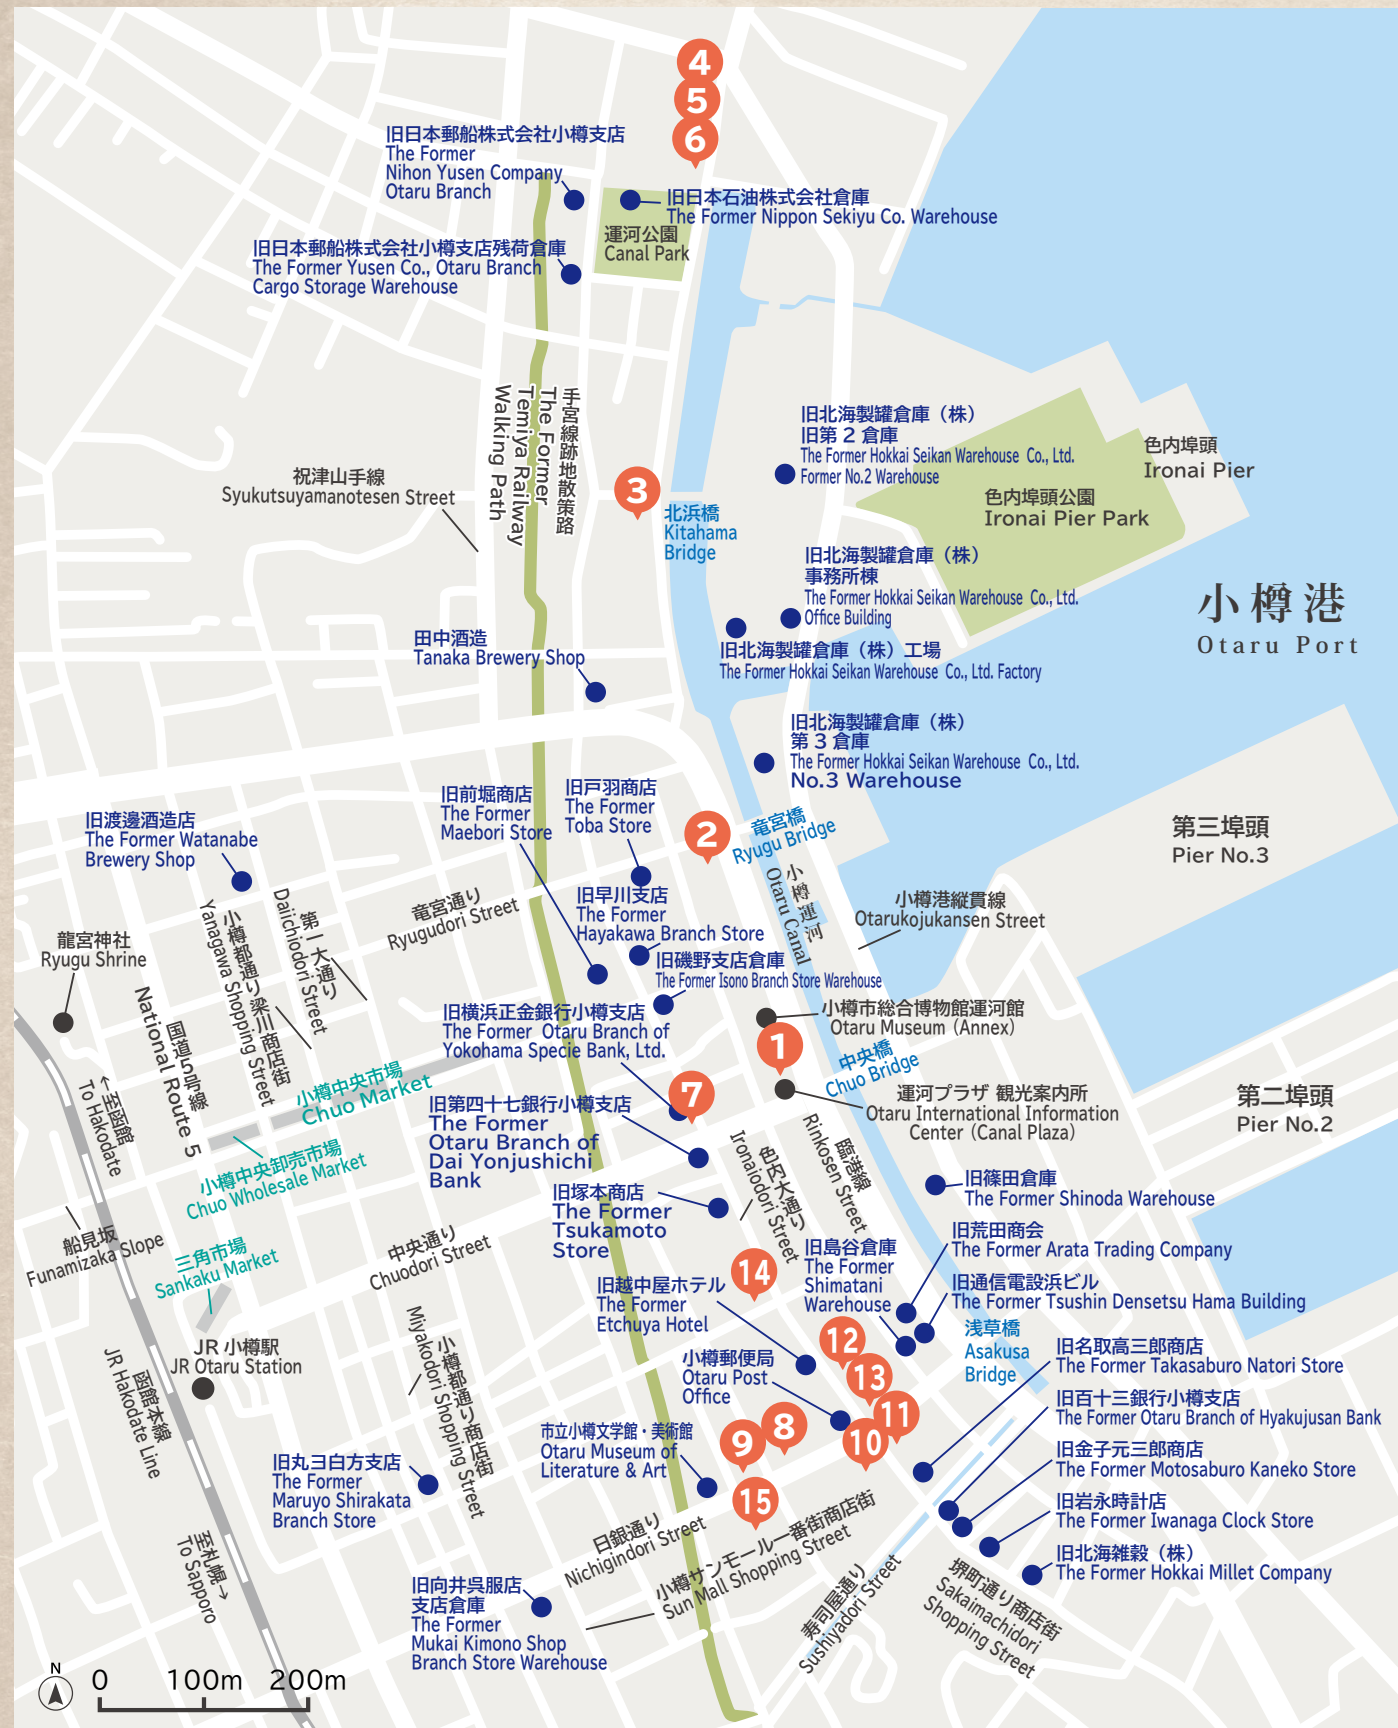 4
5
6
旧日本郵船株式会社小樽支店
The Former
Nihon Yusen Company
Otaru Branch
旧日本石油株式会社倉庫
The Former Nippon Sekiyu Co. Warehouse
運河公園
Canal Park
旧日本郵船株式会社小樽支店残荷倉庫
The Former Yusen Co., Otaru Branch
Cargo Storage Warehouse
手宮線跡地散策路
The Former
Temiya Railway
Walking Path
旧北海製罐倉庫（株）
旧第2倉庫
The Former Hokkai Seikan Warehouse Co., Ltd.
Former No.2 Warehouse
色内埠頭
Ironai Pier
色内埠頭公園
Ironai Pier Park
祝津山手線
Syukutsuyamanotesen Street
3
北浜橋
Kitahama
Bridge
旧北海製罐倉庫（株）
事務所棟
The Former Hokkai Seikan Warehouse Co., Ltd.
Office Building
小樽港
Otaru Port
田中酒造
Tanaka Brewery Shop
旧北海製罐倉庫（株）工場
The Former Hokkai Seikan Warehouse Co., Ltd. Factory
旧北海製罐倉庫（株）
第3倉庫
The Former Hokkai Seikan Warehouse Co., Ltd.
No.3 Warehouse
旧前堀商店
The Former
Maebori Store
旧戸羽商店
The Former
Toba Store
2
竜宮橋
Ryugu Bridge
第三埠頭
Pier No.3
旧渡邊酒造店
The Former Watanabe
Brewery Shop
小樽運河
Otaru Canal
小樽港縦貫線
Otarukojukansen Street
竜宮通り
Ryugudori Street
旧早川支店
The Former
Hayakawa Branch Store
第一大通り
Daiichiodori Street
小樽都通り梁川商店街
Yanagawa Shopping Street
龍宮神社
Ryugu Shrine
旧磯野支店倉庫
The Former Isono Branch Store Warehouse
国道5号線
National Route 5
旧横浜正金銀行小樽支店
The Former Otaru Branch of
Yokohama Specie Bank, Ltd.
小樽市総合博物館運河館
Otaru Museum (Annex)
1
中央橋
Chuo Bridge
←至函館
To Hakodate
小樽中央市場
Chuo Market
7
旧第四十七銀行小樽支店
The Former
Otaru Branch of
Dai Yonjushichi
Bank
運河プラザ 観光案内所
Otaru International Information
Center (Canal Plaza)
第二埠頭
Pier No.2
小樽中央卸売市場
Chuo Wholesale Market
色内大通り
Ironaiodori Street
臨港線
Rinkosen Street
旧篠田倉庫
The Former Shinoda Warehouse
旧塚本商店
The Former
Tsukamoto
Store
船見坂
Funamizaka Slope
三角市場
Sankaku Market
中央通り
Chuodori Street
旧荒田商会
The Former Arata Trading Company
旧島谷倉庫
The Former
Shimatani
Warehouse
14
旧通信電設浜ビル
The Former Tsushin Densetsu Hama Building
旧越中屋ホテル
The Former
Etchuya Hotel
浅草橋
Asakusa
Bridge
12
13
JR 小樽駅
JR Otaru Station
小樽都通り商店街
Miyakodori Shopping Street
函館本線
JR Hakodate Line
小樽郵便局
Otaru Post
Office
旧名取高三郎商店
The Former Takasaburo Natori Store
旧百十三銀行小樽支店
The Former Otaru Branch of Hyakujusan Bank
11
10
8
9
市立小樽文学館・美術館
Otaru Museum of
Literature & Art
旧金子元三郎商店
The Former Motosaburo Kaneko Store
旧丸ヨ白方支店
The Former
Maruyo Shirakata
Branch Store
15
旧岩永時計店
The Former Iwanaga Clock Store
日銀通り
Nichigindori Street
小樽サンモール一番街商店街
Sun Mall Shopping Street
至札幌→
To Sapporo
旧北海雑穀（株）
The Former Hokkai Millet Company
旧向井呉服店
支店倉庫
The Former
Mukai Kimono Shop
Branch Store Warehouse
寿司屋通り
Sushiyadori Street
堺町通り商店街
Sakaimachidori
Shopping Street
N
0 100m 200m